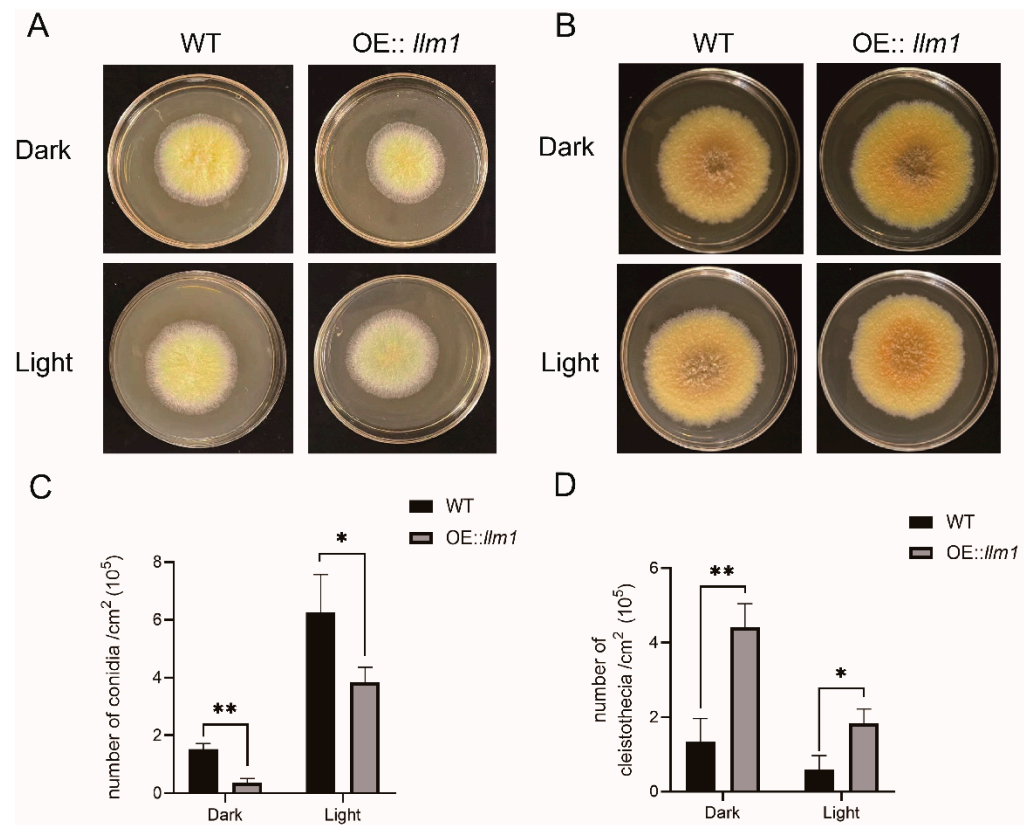 A
WT
OE:: llm1
Dark
Light
B
WT
OE:: llm1
Dark
Light
C
WT
OE::llm1
number of conidia /cm² (10⁵)
8
6
4
2
0
**
*
Dark
Light
D
WT
OE::llm1
number of
cleistothecia /cm² (10⁵)
6
4
2
0
**
*
Dark
Light